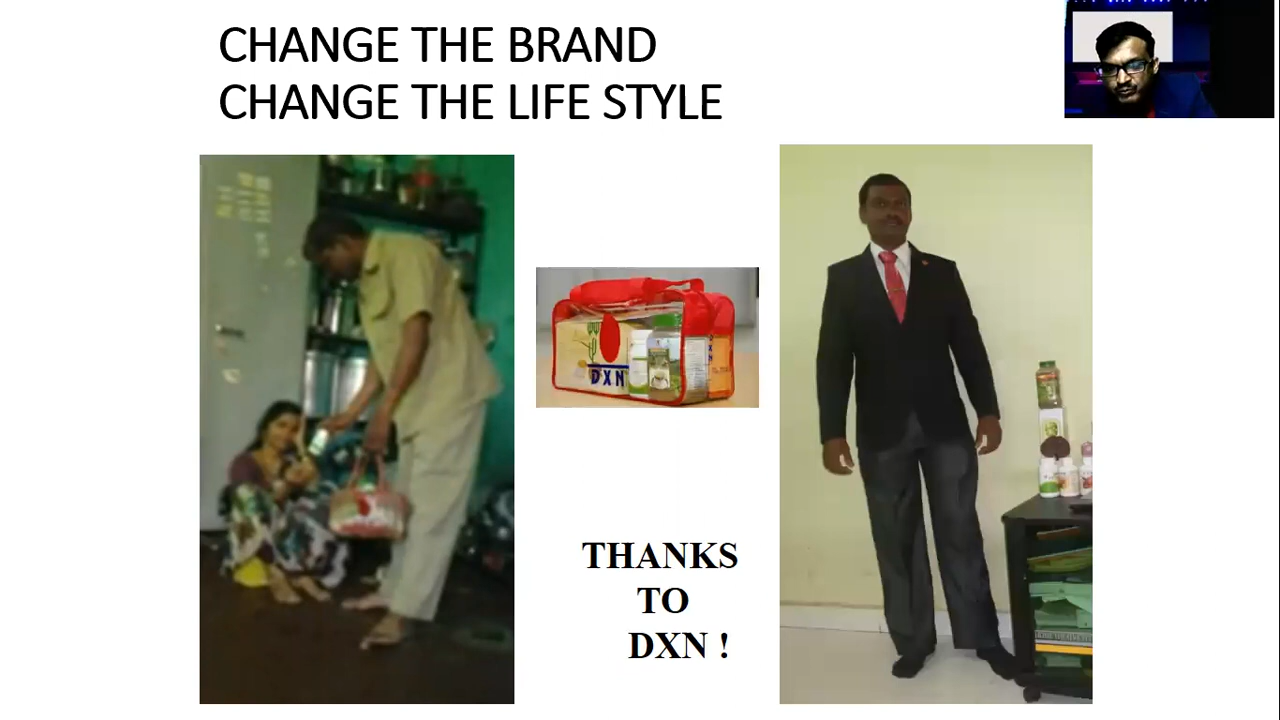 CHANGE THE BRAND
CHANGE THE LIFE STYLE
DXN
THANKS
TO
DXN !